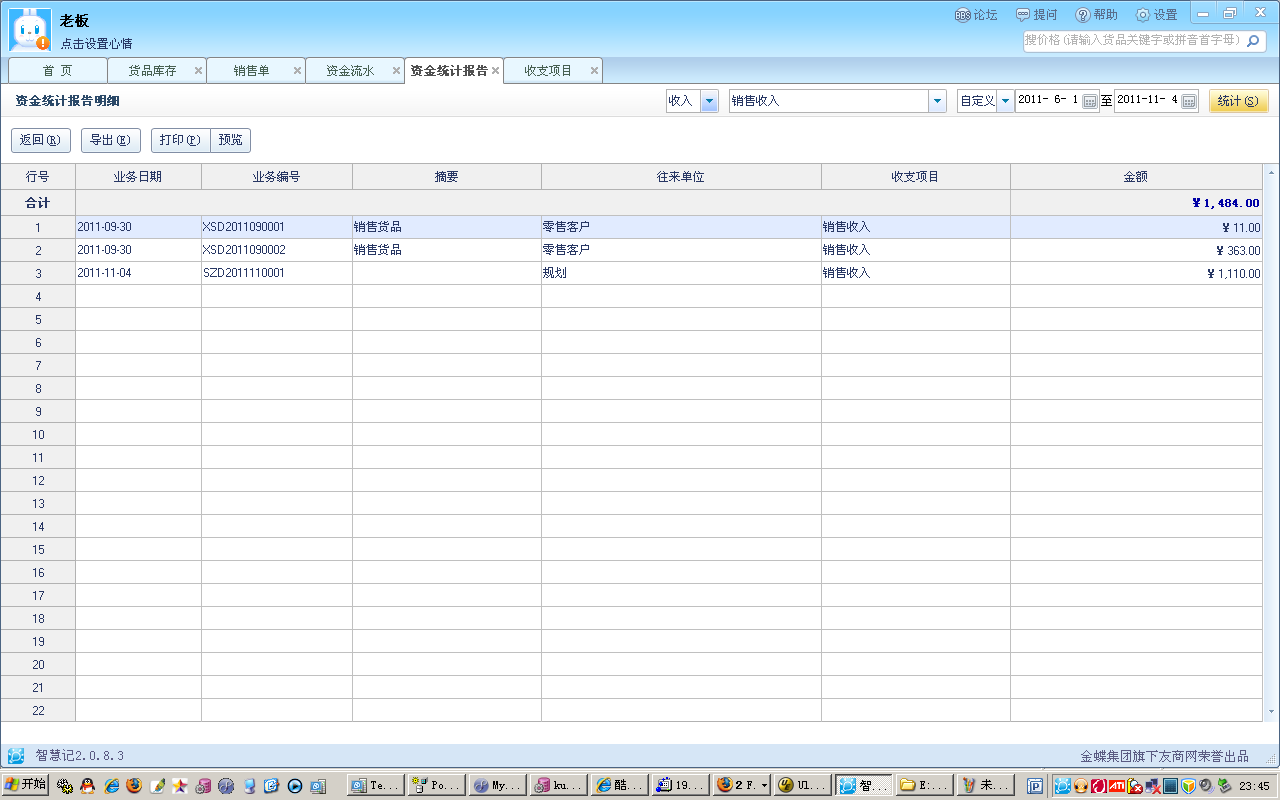 老板
点击设置心情
论坛 提问 帮助 设置
搜价格 (请输入货品关键字或拼音首字母)
首 页 货品库存 销售单 资金流水 资金统计报告 收支项目
资金统计报告明细 收入 销售收入 自定义 2011- 6- 1 至 2011-11- 4 统计(S)
返回(R) 导出(E) 打印(P) 预览
行号 业务日期 业务编号 摘要 往来单位 收支项目 金额
合计 ¥1,484.00
1 2011-09-30 XSD2011090001 销售货品 零售客户 销售收入 ¥ 11.00
2 2011-09-30 XSD2011090002 销售货品 零售客户 销售收入 ¥ 363.00
3 2011-11-04 SZD2011110001 规划 销售收入 ¥ 1,110.00
4
5
6
7
8
9
10
11
12
13
14
15
16
17
18
19
20
21
22
智慧记2.0.8.3 金蝶集团旗下友商网荣誉出品
开始 Te... Po... My... ku... 酷... 19... 2 F. Ul... 智... E:... 未... 23:45